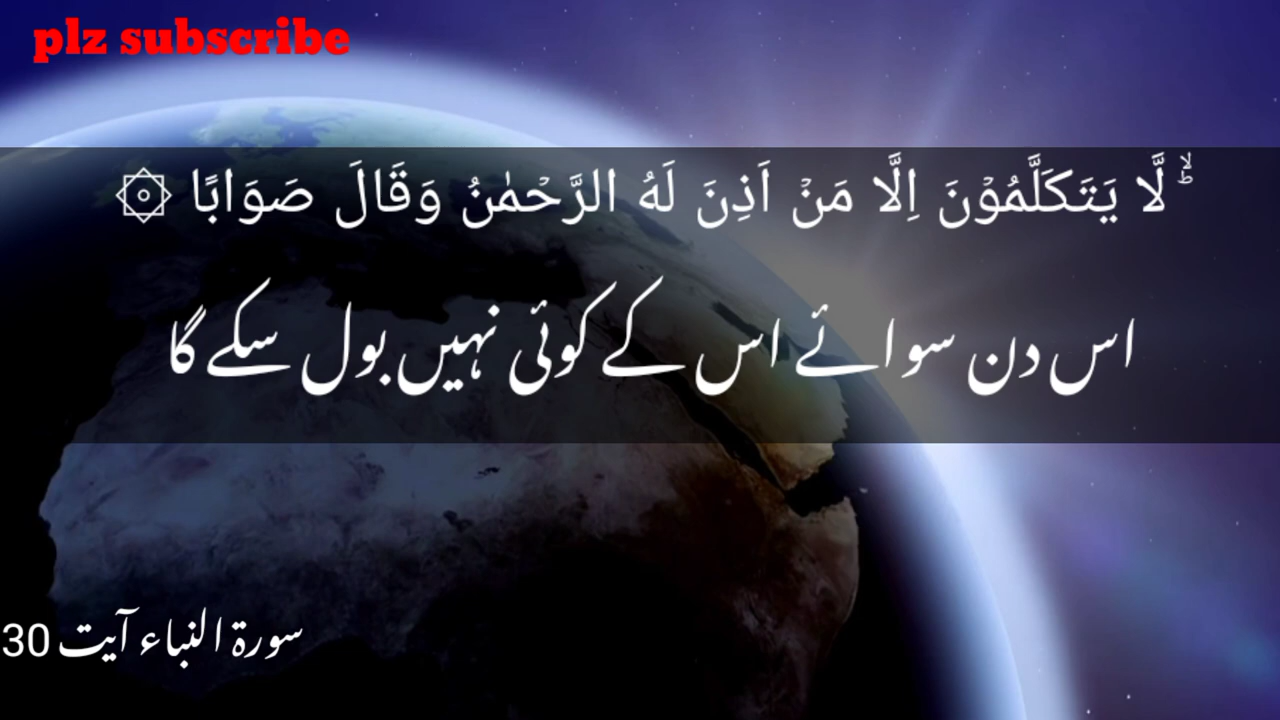 plz subscribe
ۙ لَّا يَتَكَلَّمُوْنَ اِلَّا مَنْ اَذِنَ لَهُ الرَّحْمٰنُ وَقَالَ صَوَابًا ۞
اس دن سوائے اس کے کوئی نہیں بول سکے گا
سورۃ النباء آیت 30